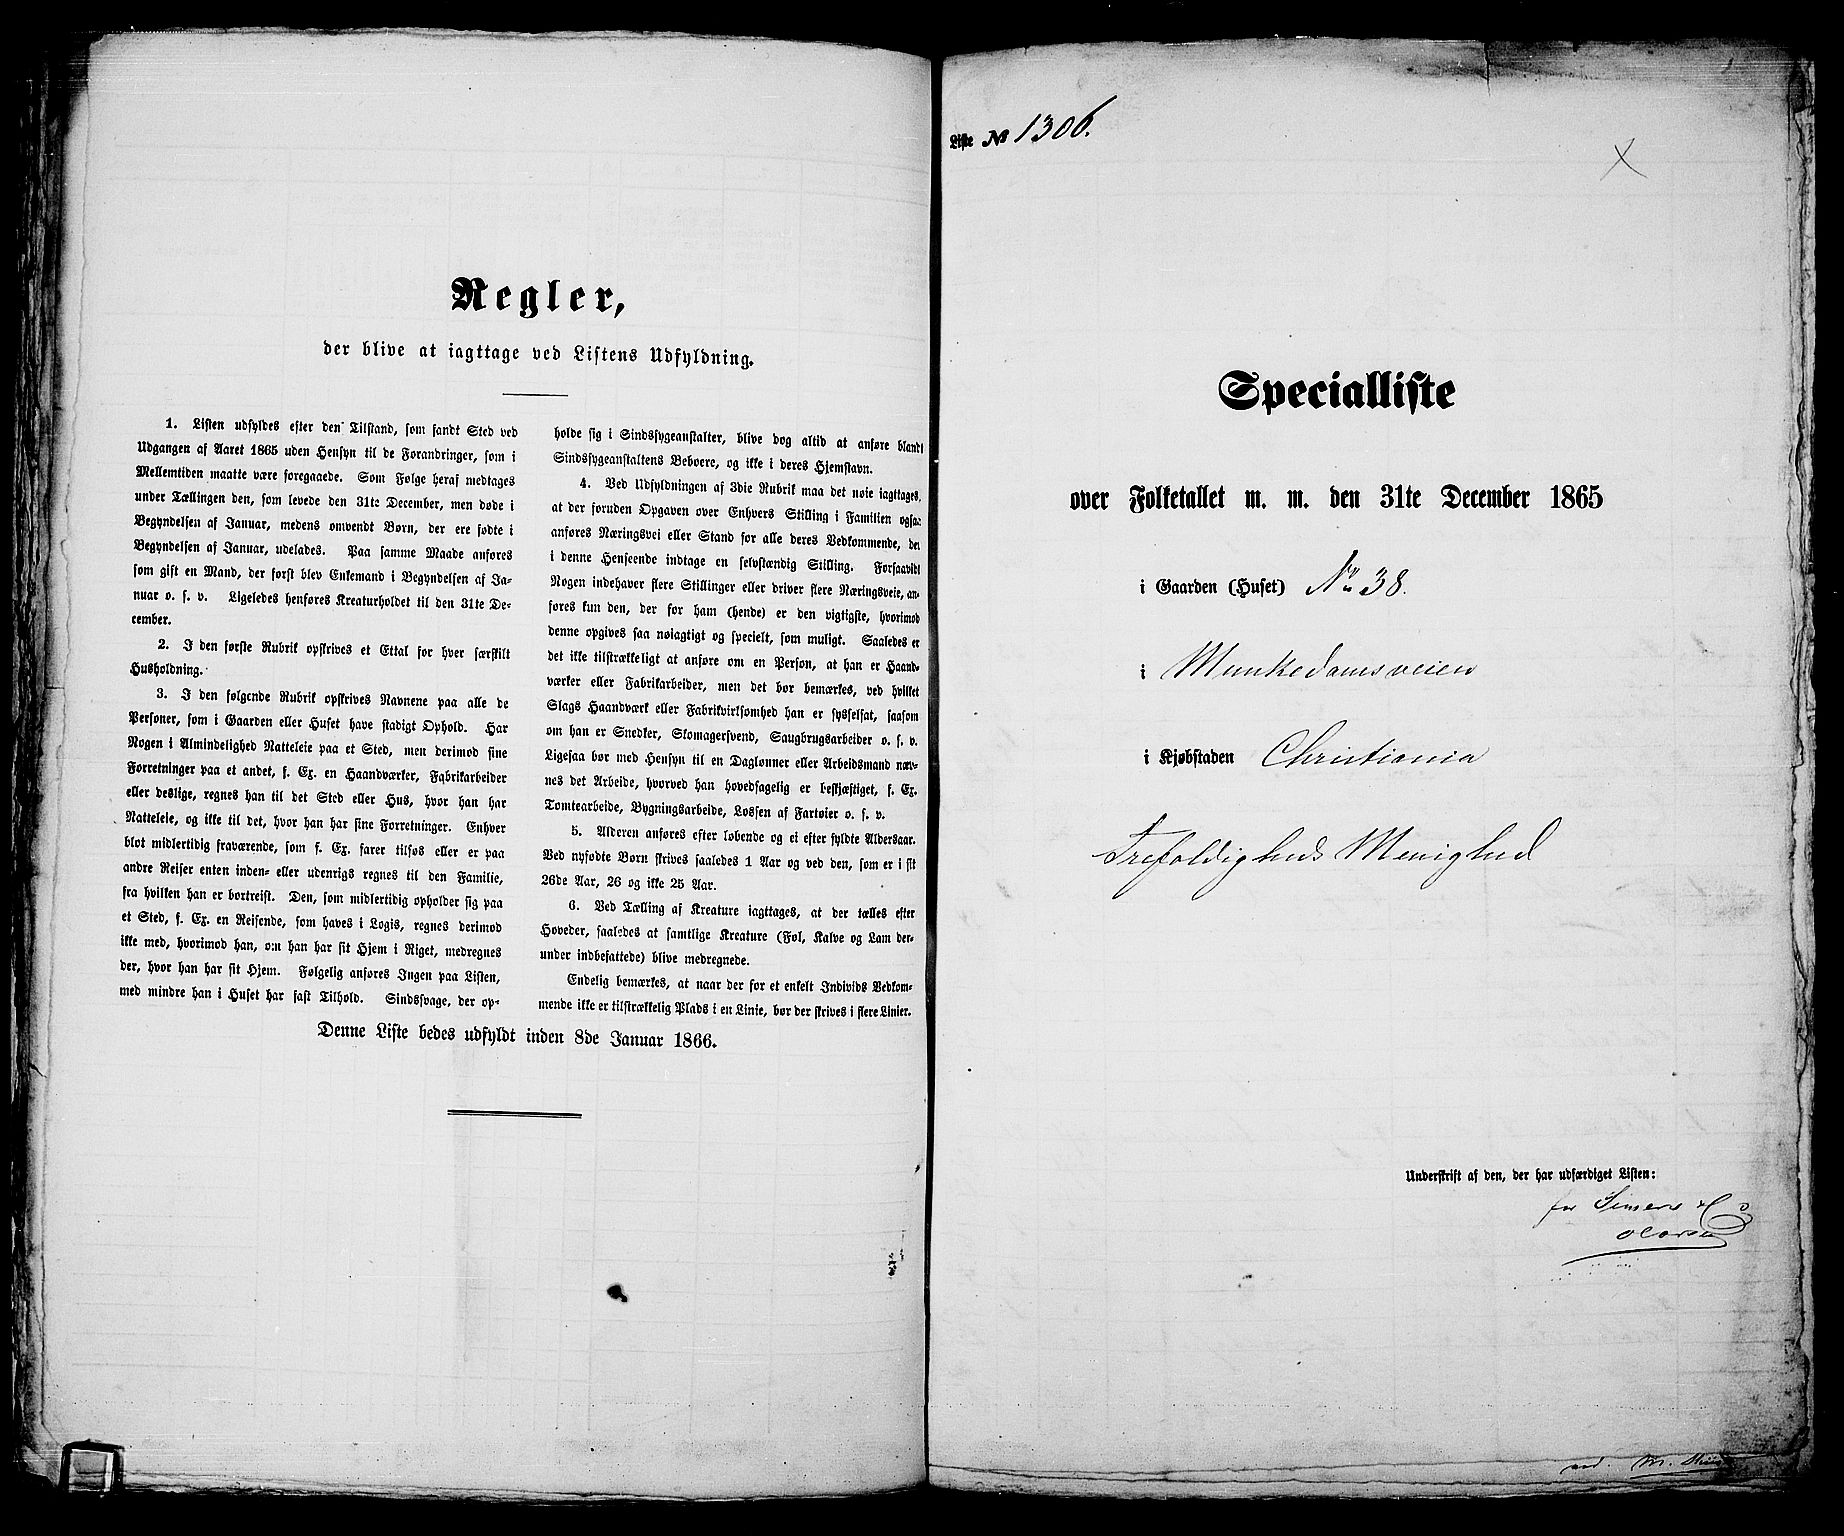 Regler,
der blive at iagttage ved Listens Udfyldning.
1. Listen udfyldes efter den Tilstand, som fandt Sted ved
Udgangen af Aaret 1865 uden Hensyn til de Forandringer, som i
Mellemtiden maatte være foregaaede. Som Følge heraf medtages
under Tællingen den, som levede den 31te December, men døde i
Begyndelsen af Januar, medens omvendt Børn, der ere fødte i
Begyndelsen af Januar, udelades. Paa samme Maade anføres
som gift en Mand, der først blev Enkemand i Begyndelsen af Ja-
nuar o. s. v. Ligeledes henføres Kreaturholdet til den 31te De-
cember.
2. I den første Rubrik opskrives et Ettal for hver særskilt
Husholdning.
3. I den følgende Rubrik opskrives Navnene paa alle de
Personer, som i Gaarden eller Huset have stadigt Ophold. Har
Nogen i Almindelighed Natteleie paa et Sted, men derimod sine
Forretninger paa et andet, f. Ex. en Haandværker, Fabrikarbeider
eller deslige, regnes han til det Sted eller Hus, hvor han har
Natteleie, og ikke til det, hvor han har sine Forretninger. Enhver
blot midlertidig fraværende, som f. Ex. farer tilsøs eller er paa
andre Reiser enten inden- eller udenrigs regnes til den Familie,
fra hvilken han er bortreist. Den, som midlertidig opholder sig paa
et Sted, f. Ex. en Reisende, som haves i Logis, regnes derimod
ikke med, hvorimod han, om han har sit Hjem i Riget, medregnes
der, hvor han har sit Hjem. Følgelig anføres Ingen paa Listen,
med mindre han i Huset har fast Tilhold. Sindssvage, der op-
holde sig i Sindssygeanstalter, blive dog altid at anføre blandt
Sindssygeanstaltens Beboere, og ikke i deres Hjemstavn.
4. Ved Udfyldningen af 3die Rubrik maa det nøie iagttages,
at der foruden Opgaven over Enhvers Stilling i Familien ogsaa
anføres Næringsvei eller Stand for alle deres Vedkommende, der
i denne Henseende indtage en selvstændig Stilling. Forsaavidt
Nogen indehaver flere Stillinger eller driver flere Næringsveie, an-
føres kun den, der for ham (hende) er den vigtigste, hvorimod
denne opgives saa nøiagtigt og specielt, som muligt. Saaledes er
det ikke tilstrækkeligt at anføre om en Person, at han er Haand-
værker eller Fabrikarbeider, men det bør bemærkes, ved hvilket
Slags Haandværk eller Fabrikvirksomhed han er sysselsat, saasom
om han er Snedker, Skomagersvend, Saugbrugsarbeider o. s. v.
Ligesaa bør med Hensyn til en Daglønner eller Arbeidsmand næv-
nes det Arbeide, hvorved han hovedsagelig er beskjæftiget, f. Ex.
Tomtearbeide, Bygningsarbeide, Lossen af Fartøier o. s. v.
5. Alderen anføres efter løbende og ei efter fyldte Aldersaar.
Ved nyfødte Børn skrives saaledes 1 Aar og ved den, som er i sit
26de Aar, 26 og ikke 25 Aar.
6. Ved Tælling af Kreature iagttages, at der tælles efter
Hoveder, saaledes at samtlige Kreature (Føl, Kalve og Lam der-
under indbefattede) blive medregnede.
Endelig bemærkes, at naar der for et enkelt Individs Vedkom-
mende ikke er tilstrækkelig Plads i en Linie, bør der skrives i flere Linier.
Denne Liste bedes udfyldt inden 8de Januar 1866.
Liste № 1306.
Specialliste
over Folketallet m. m. den 31te December 1865
i Gaarden (Huset) No 38.
i Munkedamsveien
i Kjøbstaden Christiania
Trefoldigheds Menighed
Underskrift af den, der har udfærdiget Listen:
for